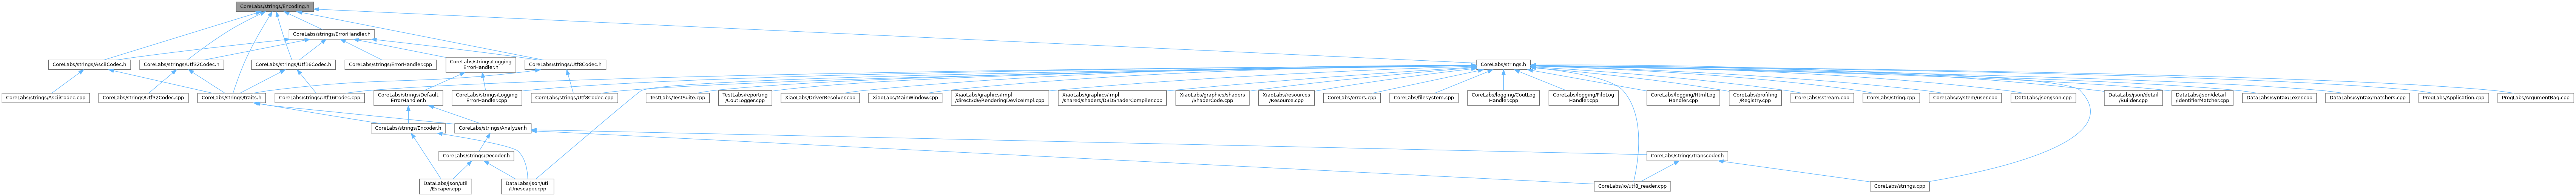 CoreLabs/strings/Encoding.h
CoreLabs/strings/ErrorHandler.h
CoreLabs/strings/AsciiCodec.h
CoreLabs/strings/Utf32Codec.h
CoreLabs/strings/Utf16Codec.h
CoreLabs/strings/ErrorHandler.cpp
CoreLabs/strings/Logging
ErrorHandler.h
CoreLabs/strings/Utf8Codec.h
CoreLabs/strings.h
CoreLabs/strings/AsciiCodec.cpp
CoreLabs/strings/Utf32Codec.cpp
CoreLabs/strings/traits.h
CoreLabs/strings/Utf16Codec.cpp
CoreLabs/strings/Default
ErrorHandler.h
CoreLabs/strings/Logging
ErrorHandler.cpp
CoreLabs/strings/Utf8Codec.cpp
TestLabs/TestSuite.cpp
TestLabs/reporting
/CoutLogger.cpp
XiaoLabs/DriverResolver.cpp
XiaoLabs/MainWindow.cpp
XiaoLabs/graphics/impl
/direct3d9/RenderingDeviceImpl.cpp
XiaoLabs/graphics/impl
/shared/shaders/D3DShaderCompiler.cpp
XiaoLabs/graphics/shaders
/ShaderCode.cpp
XiaoLabs/resources
/Resource.cpp
CoreLabs/errors.cpp
CoreLabs/filesystem.cpp
CoreLabs/logging/CoutLog
Handler.cpp
CoreLabs/logging/FileLog
Handler.cpp
CoreLabs/logging/HtmlLog
Handler.cpp
CoreLabs/profiling
/Registry.cpp
CoreLabs/sstream.cpp
CoreLabs/string.cpp
CoreLabs/system/user.cpp
DataLabs/json/json.cpp
DataLabs/json/detail
/Builder.cpp
DataLabs/json/detail
/IdentifierMatcher.cpp
DataLabs/syntax/Lexer.cpp
DataLabs/syntax/matchers.cpp
ProgLabs/Application.cpp
ProgLabs/ArgumentBag.cpp
CoreLabs/strings/Encoder.h
CoreLabs/strings/Analyzer.h
CoreLabs/strings/Decoder.h
CoreLabs/strings/Transcoder.h
DataLabs/json/util
/Escaper.cpp
DataLabs/json/util
/Unescaper.cpp
CoreLabs/io/utf8_reader.cpp
CoreLabs/strings.cpp